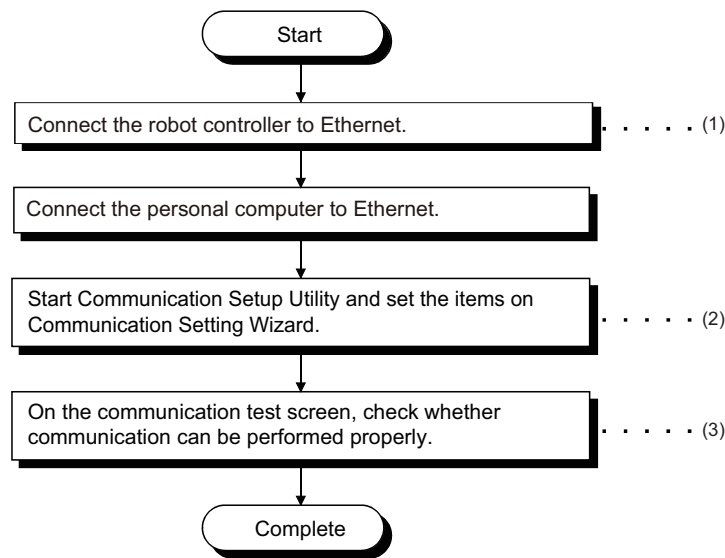 Start
Connect the robot controller to Ethernet.
. . . . . (1)
Connect the personal computer to Ethernet.
Start Communication Setup Utility and set the items on
Communication Setting Wizard.
. . . . . (2)
On the communication test screen, check whether
communication can be performed properly.
. . . . . (3)
Complete